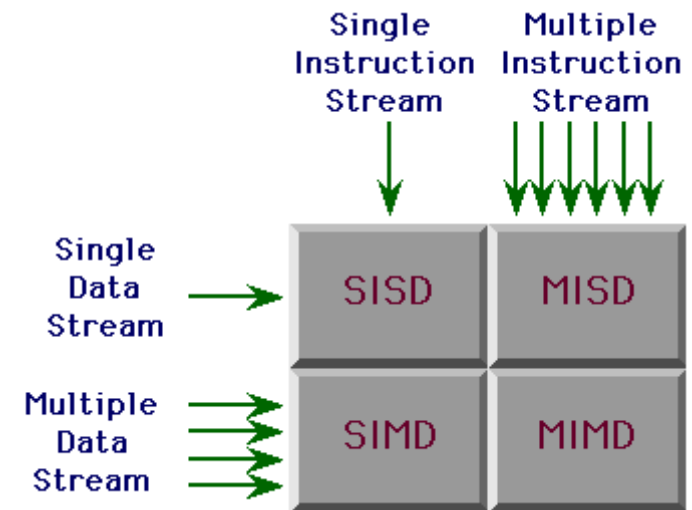 Single
Instruction
Stream
Multiple
Instruction
Stream
Single
Data
Stream
SISD
MISD
Multiple
Data
Stream
SIMD
MIMD